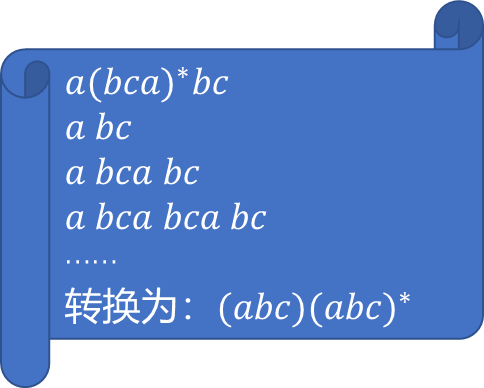 a(bca)*bc
a bc
a bca bc
a bca bca bc
……
转换为：(abc)(abc)*